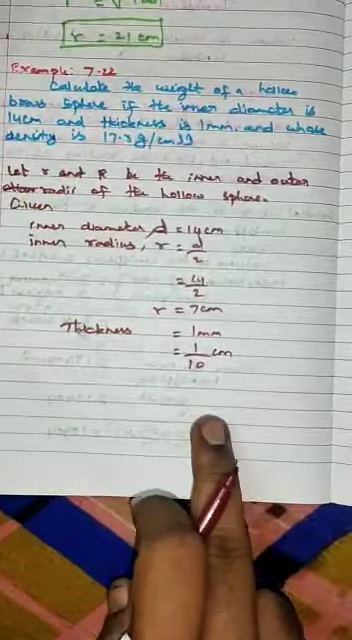 r = 21 cm
Example: 7.22
Calculate the weight of a hollow
brass sphere if the inner diameter is
14cm and thickness is 1mm, and whose
density is 17.3g/cm3
Let r and R be the inner and outer
radii of the hollow sphere.
Given
inner diameter, d = 14cm
inner radius, r = d/2
= 14/2
r = 7cm
Thickness = 1mm
= 1/10 cm